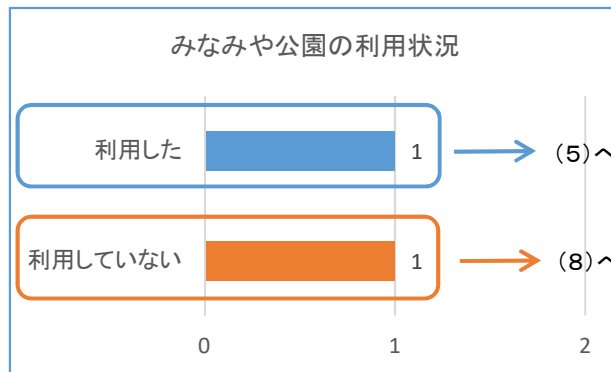 みなみや公園の利用状況
利用した 1 (5)へ
利用していない 1 (8)へ
0 1 2